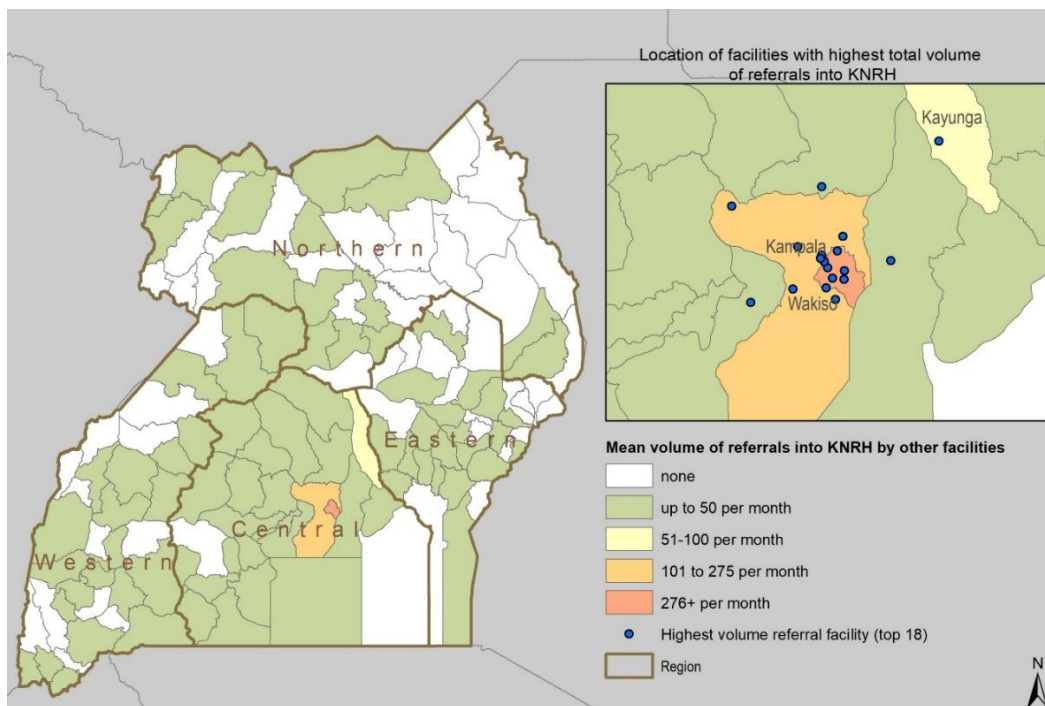 Location of facilities with highest total volume
of referrals into KNRH
Kayunga
Kampala
Wakiso
Northern
Eastern
Central
Western
Mean volume of referrals into KNRH by other facilities
none
up to 50 per month
51-100 per month
101 to 275 per month
276+ per month
Highest volume referral facility (top 18)
Region
N